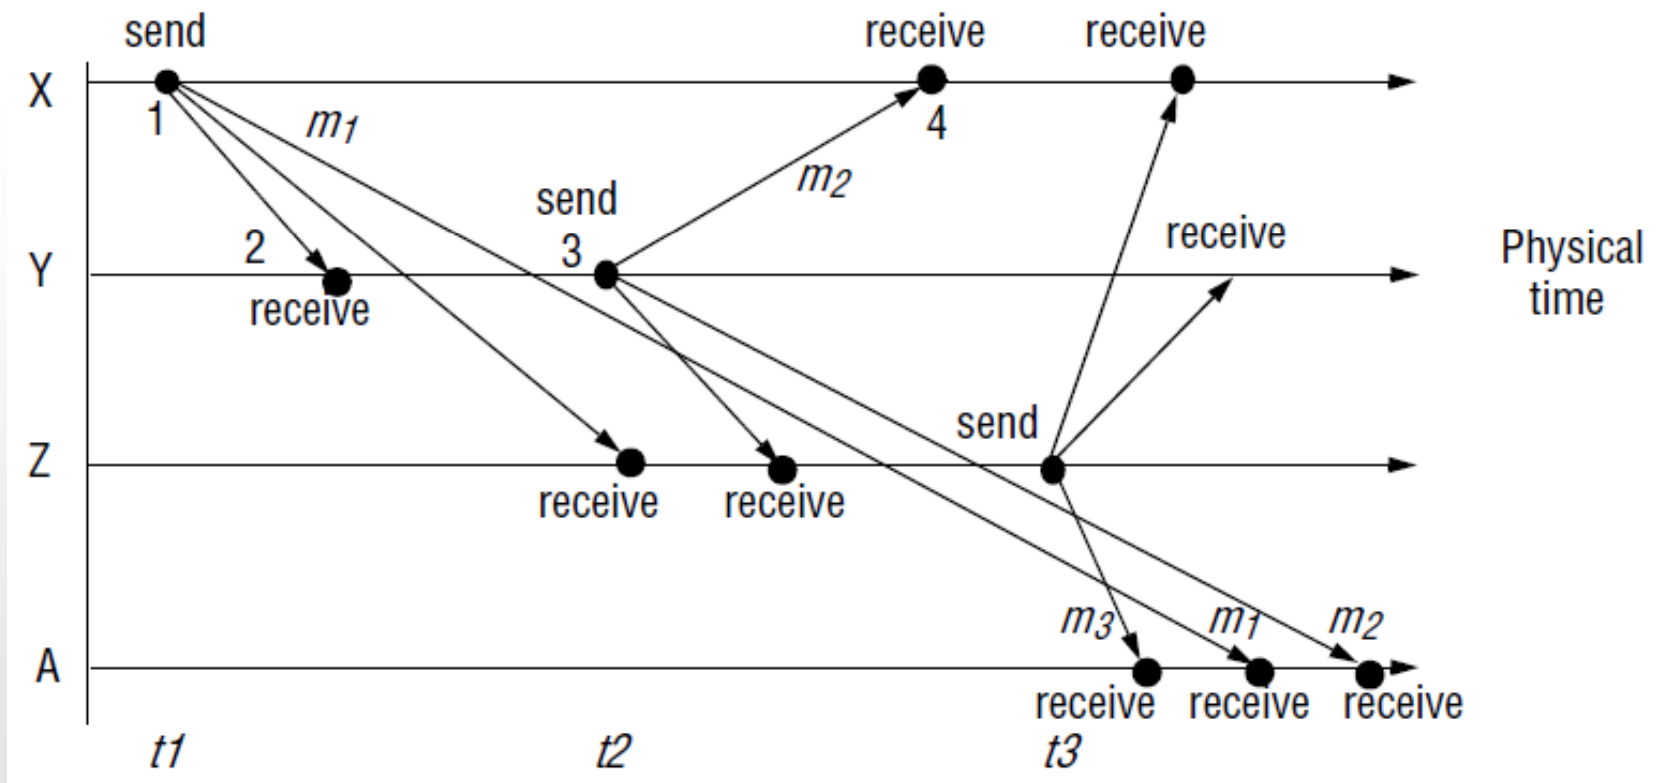 send
receive
receive
X
1
m1
4
m2
send
2
3
receive
Y
receive
Physical
time
send
Z
receive
receive
m3
m1
m2
A
receive
receive
receive
t1
t2
t3